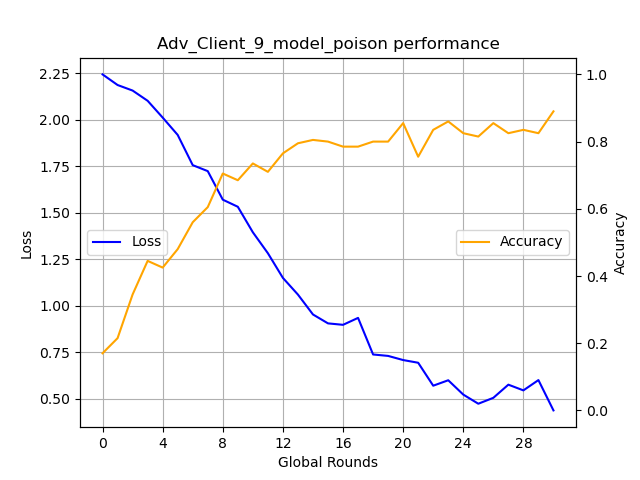 Adv_Client_9_model_poison performance
2.25
2.00
1.75
1.50
1.25
1.00
0.75
0.50
Loss
Loss
Accuracy
1.0
0.8
0.6
0.4
0.2
0.0
Accuracy
0 4 8 12 16 20 24 28
Global Rounds